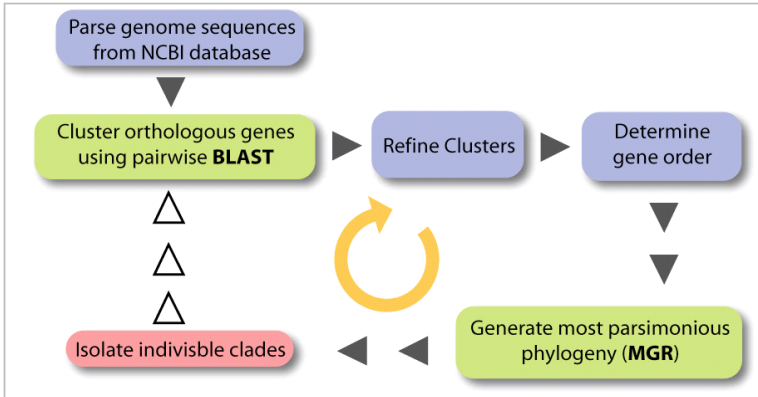 Parse genome sequences
from NCBI database
Cluster orthologous genes
using pairwise BLAST
Refine Clusters
Determine
gene order
Generate most parsimonious
phylogeny (MGR)
Isolate indivisble clades